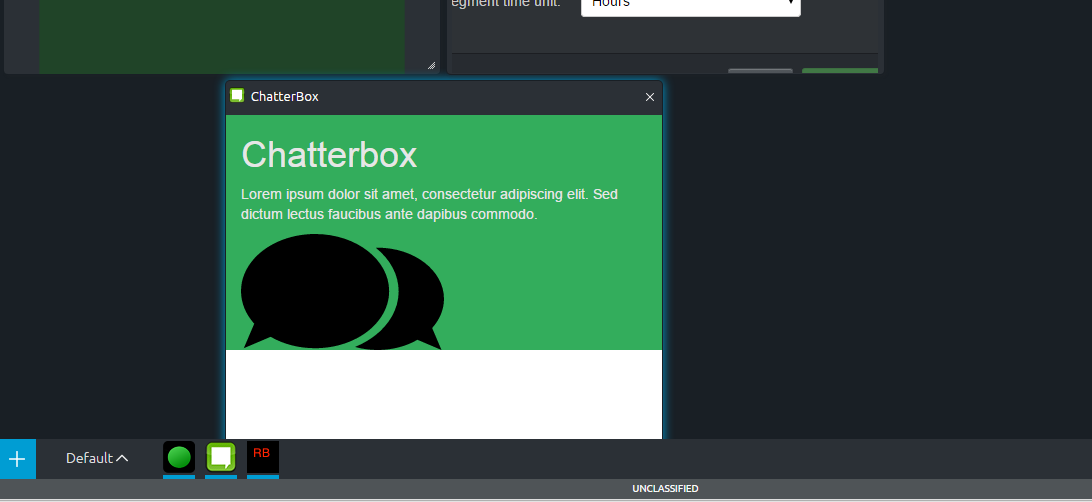 egment time unit:
Hours
ChatterBox
Chatterbox
Lorem ipsum dolor sit amet, consectetur adipiscing elit. Sed
dictum lectus faucibus ante dapibus commodo.
Default
RB
UNCLASSIFIED